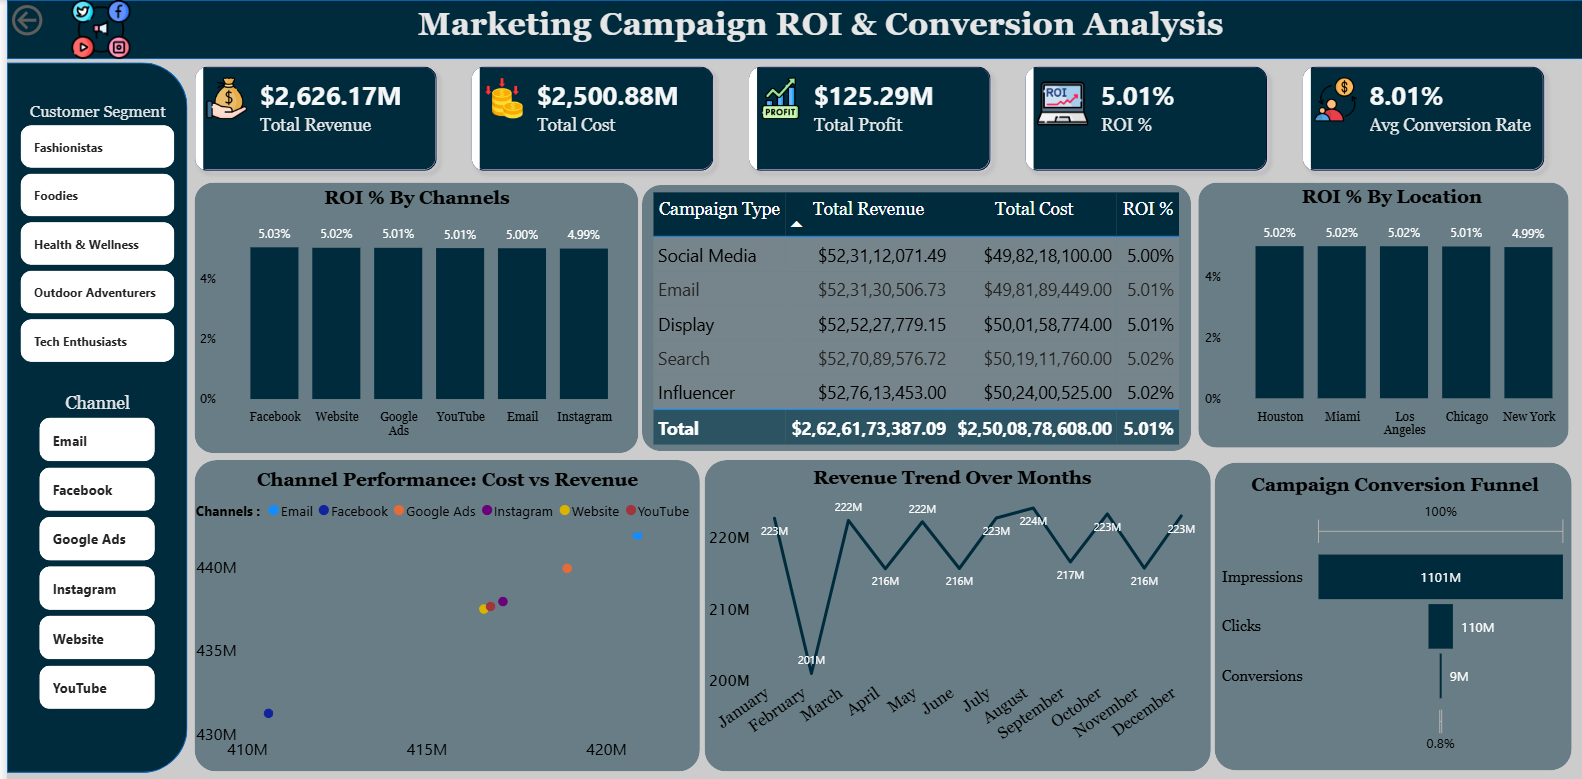 Marketing Campaign ROI & Conversion Analysis
Customer Segment
Fashionistas
Foodies
Health & Wellness
Outdoor Adventurers
Tech Enthusiasts
Channel
Email
Facebook
Google Ads
Instagram
Website
YouTube
$2,626.17M
Total Revenue
$2,500.88M
Total Cost
PROFIT
$125.29M
Total Profit
ROI
5.01%
ROI %
8.01%
Avg Conversion Rate
ROI % By Channels
5.03% 5.02% 5.01% 5.01% 5.00% 4.99%
4%
2%
0%
Facebook Website Google Ads YouTube Email Instagram
Campaign Type Total Revenue Total Cost ROI %
Social Media $52,31,12,071.49 $49,82,18,100.00 5.00%
Email $52,31,30,506.73 $49,81,89,449.00 5.01%
Display $52,52,27,779.15 $50,01,58,774.00 5.01%
Search $52,70,89,576.72 $50,19,11,760.00 5.02%
Influencer $52,76,13,453.00 $50,24,00,525.00 5.02%
Total $2,62,61,73,387.09 $2,50,08,78,608.00 5.01%
ROI % By Location
5.02% 5.02% 5.02% 5.01% 4.99%
4%
2%
0%
Houston Miami Los Angeles Chicago New York
Channel Performance: Cost vs Revenue
Channels : Email Facebook Google Ads Instagram Website YouTube
440M
435M
430M
410M 415M 420M
Revenue Trend Over Months
220M
210M
200M
223M 201M 222M 216M 222M 216M 223M 224M 217M 223M 216M 223M
January February March April May June July August September October November December
Campaign Conversion Funnel
100%
Impressions 1101M
Clicks 110M
Conversions 9M
0.8%